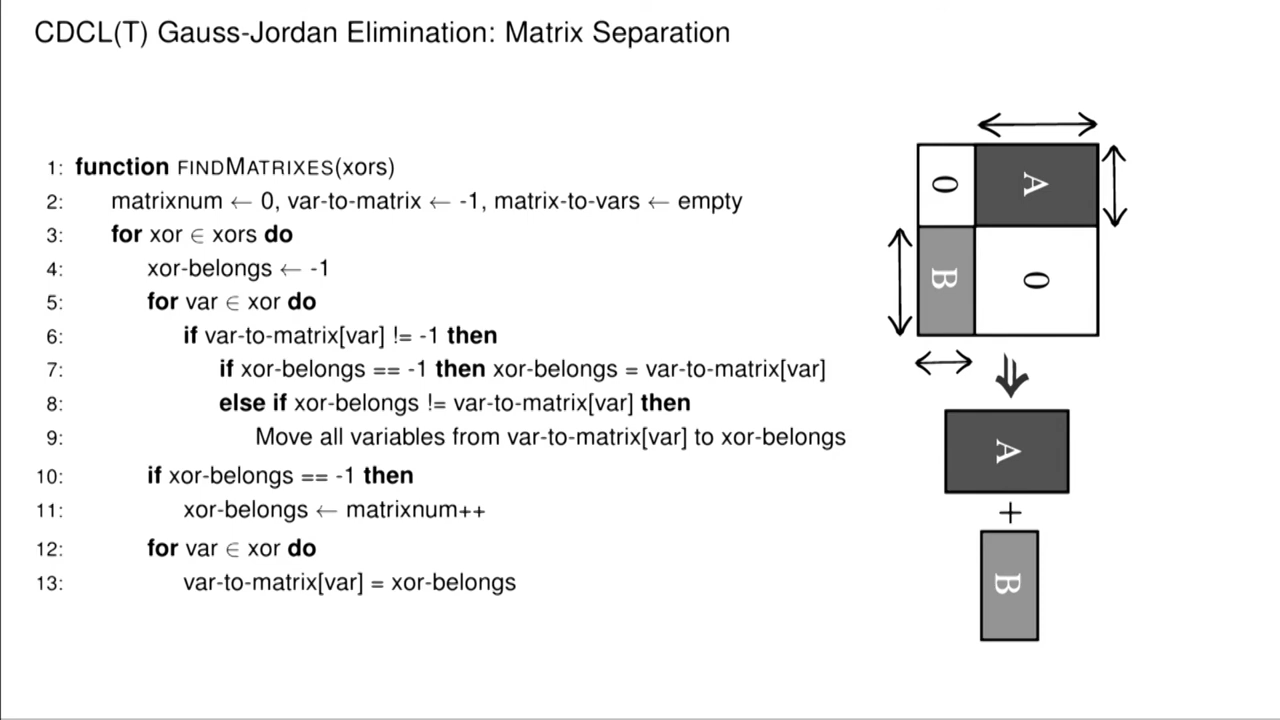 CDCL(T) Gauss-Jordan Elimination: Matrix Separation
1: function FINDMATRIXES(xors)
2: matrixnum ← 0, var-to-matrix ← -1, matrix-to-vars ← empty
3: for xor ∈ xors do
4: xor-belongs ← -1
5: for var ∈ xor do
6: if var-to-matrix[var] != -1 then
7: if xor-belongs == -1 then xor-belongs = var-to-matrix[var]
8: else if xor-belongs != var-to-matrix[var] then
9: Move all variables from var-to-matrix[var] to xor-belongs
10: if xor-belongs == -1 then
11: xor-belongs ← matrixnum++
12: for var ∈ xor do
13: var-to-matrix[var] = xor-belongs
0 A
B 0
A
+
B